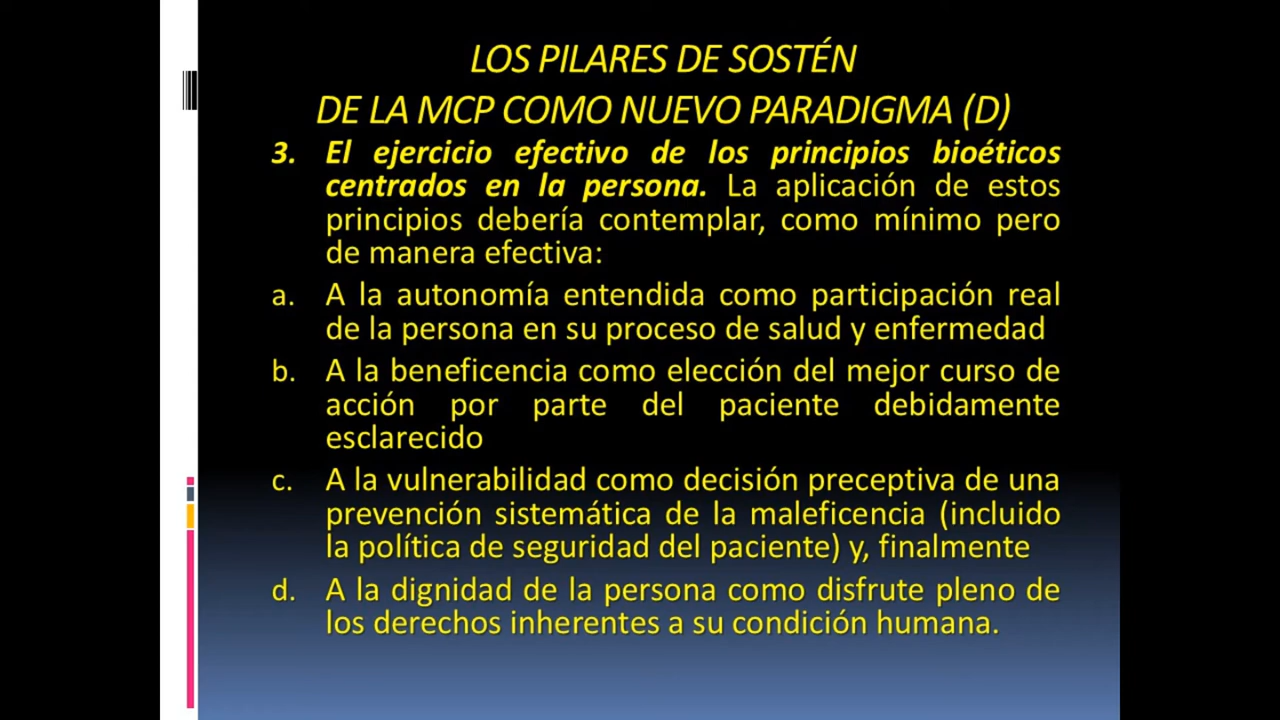 LOS PILARES DE SOSTÉN
DE LA MCP COMO NUEVO PARADIGMA (D)
3. El ejercicio efectivo de los principios bioéticos
centrados en la persona. La aplicación de estos
principios debería contemplar, como mínimo pero
de manera efectiva:
a. A la autonomía entendida como participación real
de la persona en su proceso de salud y enfermedad
b. A la beneficencia como elección del mejor curso de
acción por parte del paciente debidamente
esclarecido
c. A la vulnerabilidad como decisión preceptiva de una
prevención sistemática de la maleficencia (incluido
la política de seguridad del paciente) y, finalmente
d. A la dignidad de la persona como disfrute pleno de
los derechos inherentes a su condición humana.